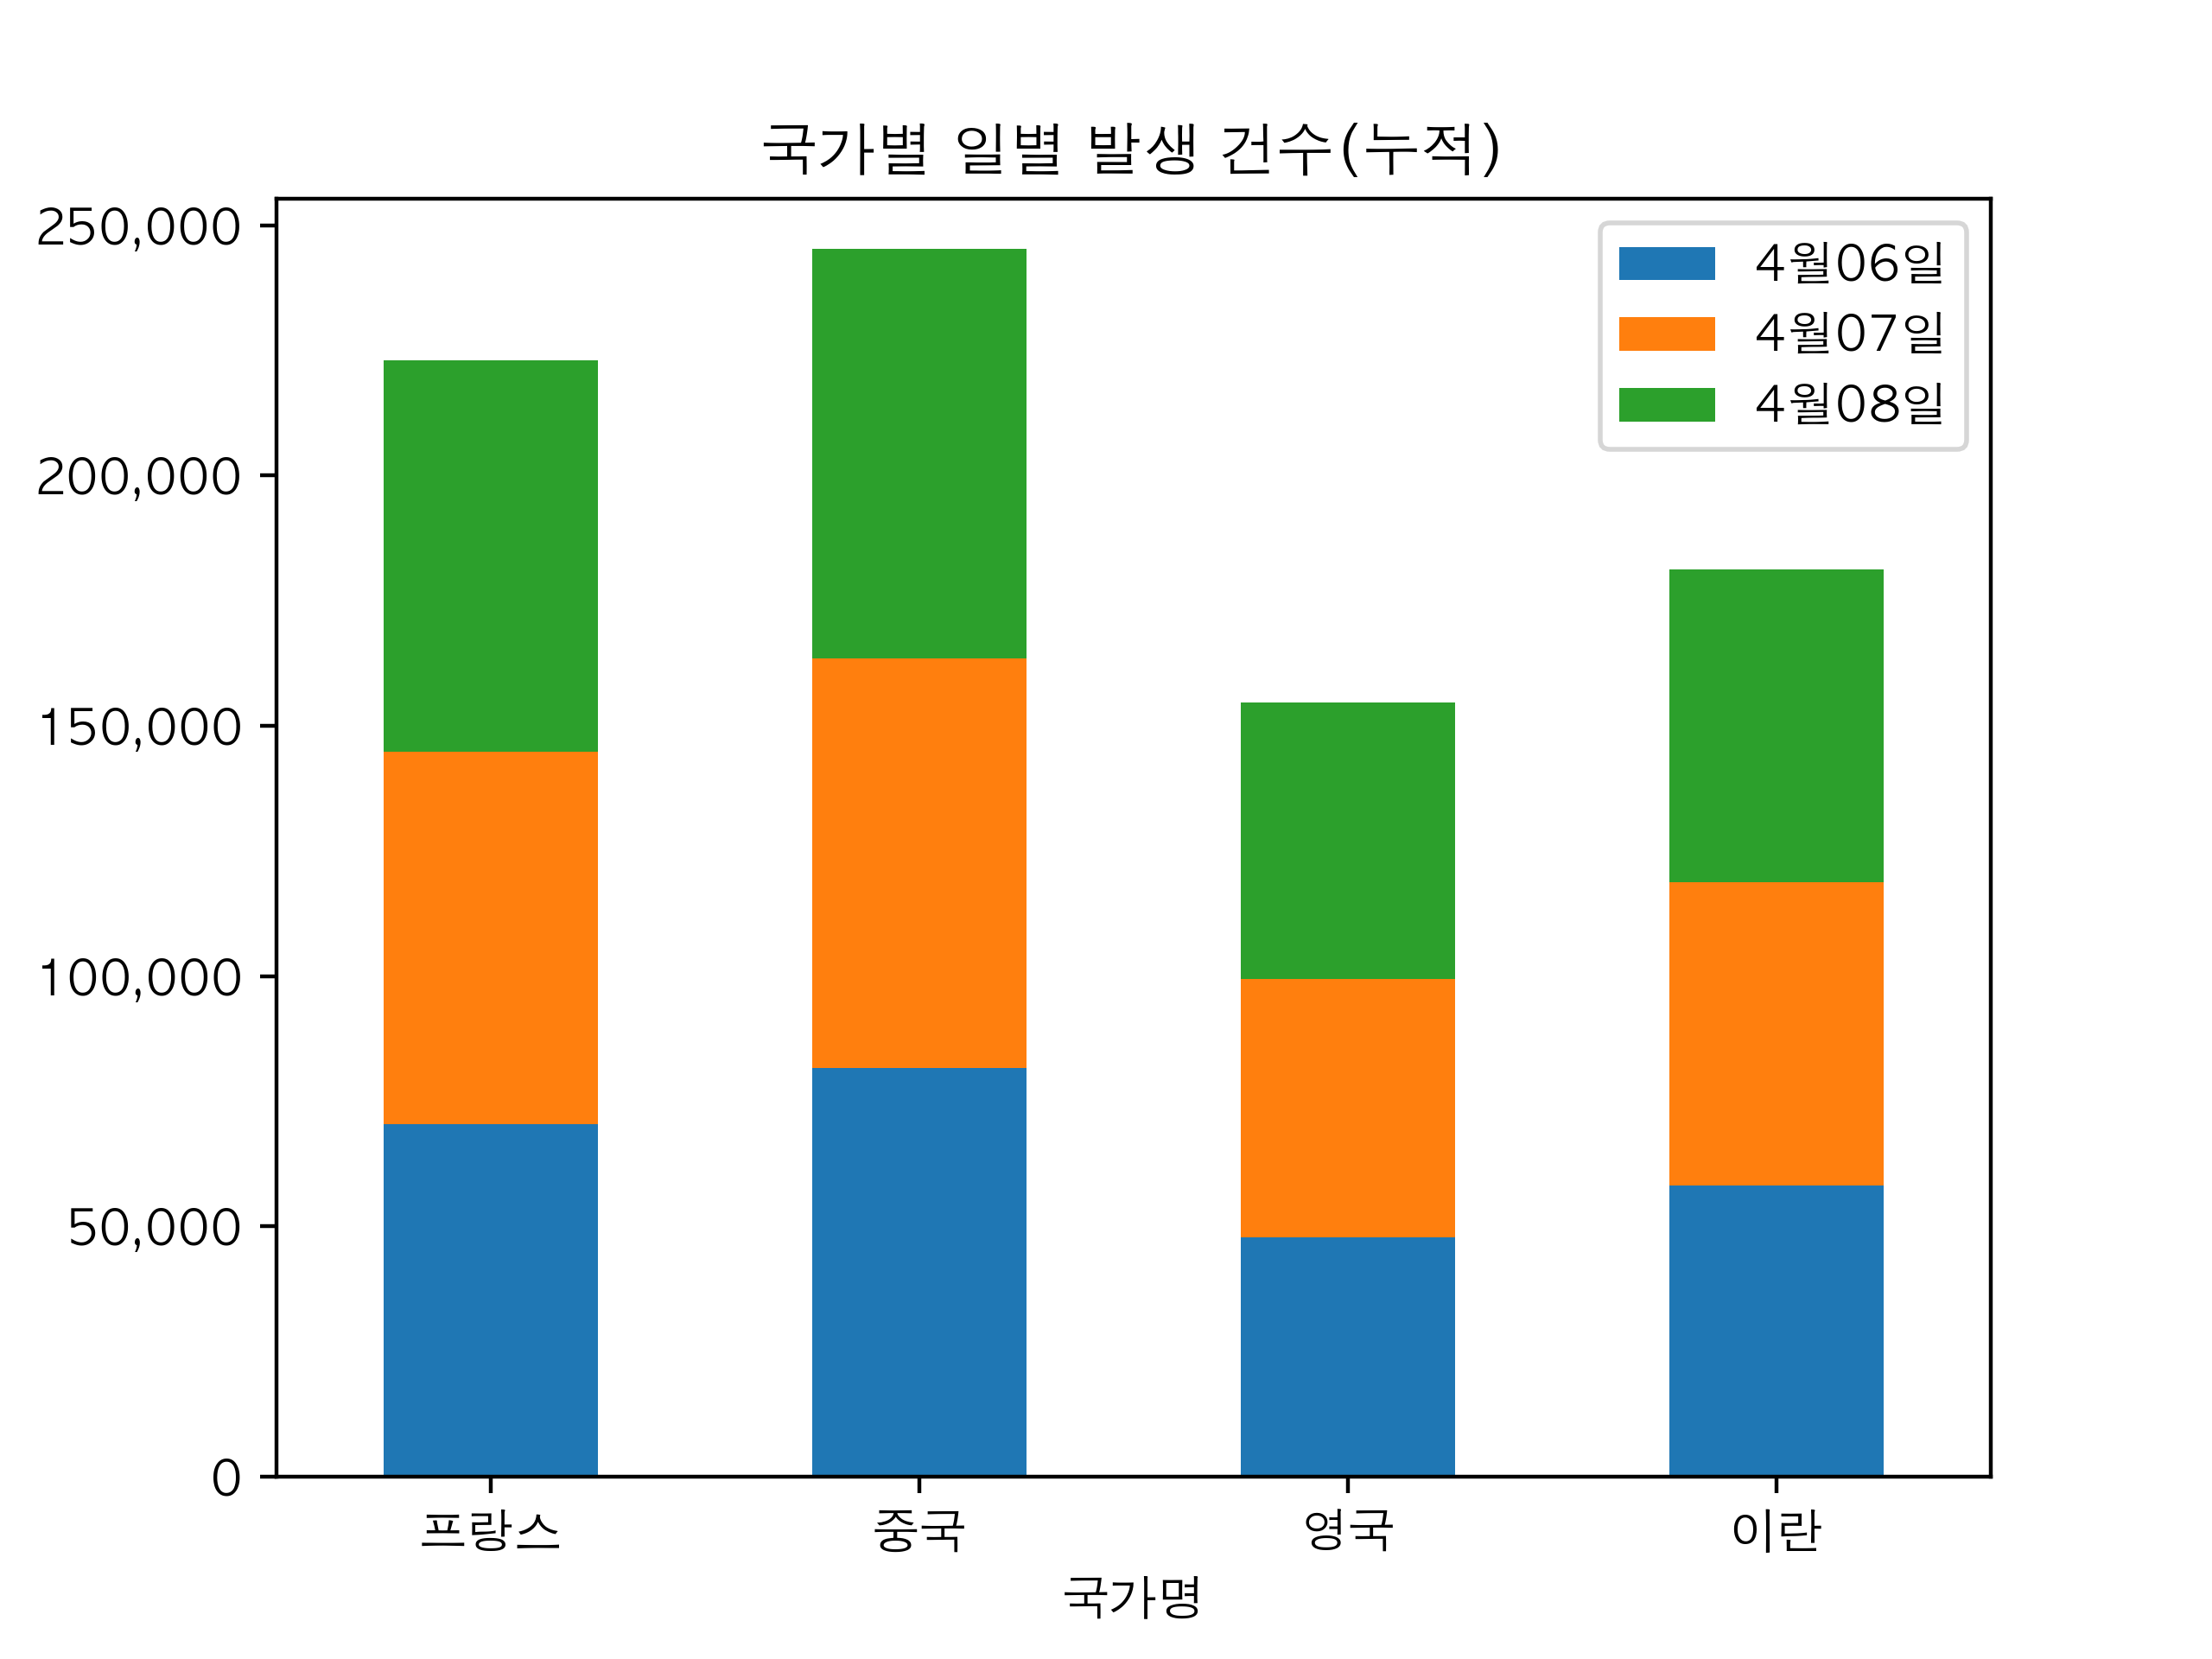 국가별 일별 발생 건수(누적)
250,000
200,000
150,000
100,000
50,000
0
4월06일
4월07일
4월08일
프랑스 중국 영국 이란
국가명